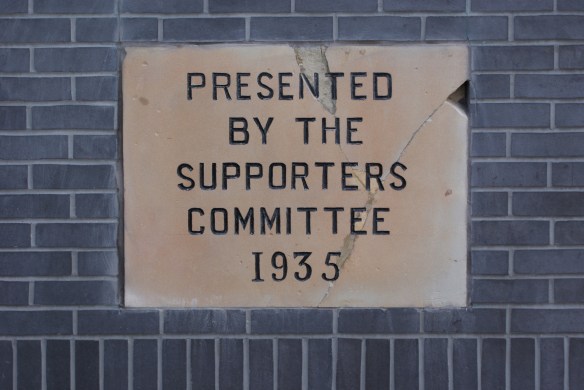 PRESENTED
BY THE
SUPPORTERS
COMMITTEE
1935